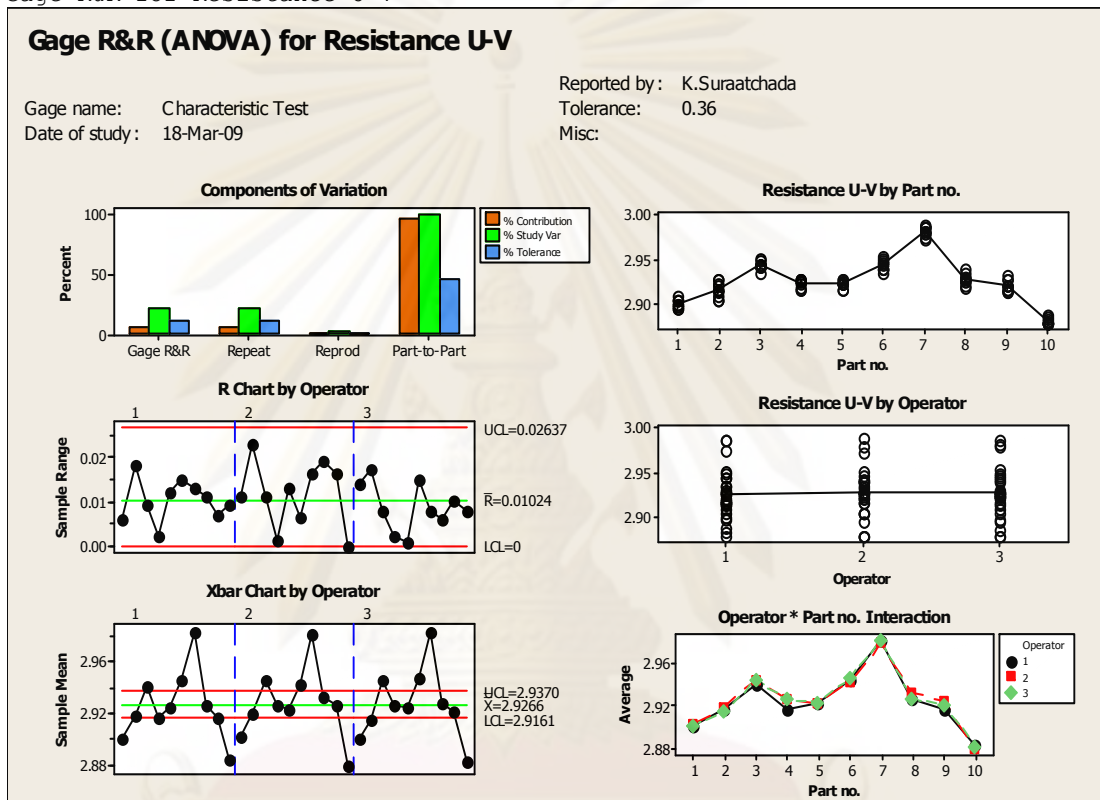 Gage R&R (ANOVA) for Resistance U-V
Gage name: Characteristic Test
Date of study: 18-Mar-09
Reported by: K.Suraatchada
Tolerance: 0.36
Misc:
Components of Variation
Percent
100
50
0
Gage R&R Repeat Reprod Part-to-Part
% Contribution
% Study Var
% Tolerance
Resistance U-V by Part no.
3.00
2.95
2.90
1 2 3 4 5 6 7 8 9 10
Part no.
R Chart by Operator
1 2 3
Sample Range
0.02
0.01
0.00
UCL=0.02637
R=0.01024
LCL=0
Resistance U-V by Operator
3.00
2.95
2.90
1 2 3
Operator
Xbar Chart by Operator
1 2 3
Sample Mean
2.96
2.92
2.88
UCL=2.9370
X=2.9266
LCL=2.9161
Operator * Part no. Interaction
Average
2.96
2.92
2.88
1 2 3 4 5 6 7 8 9 10
Part no.
Operator
1
2
3